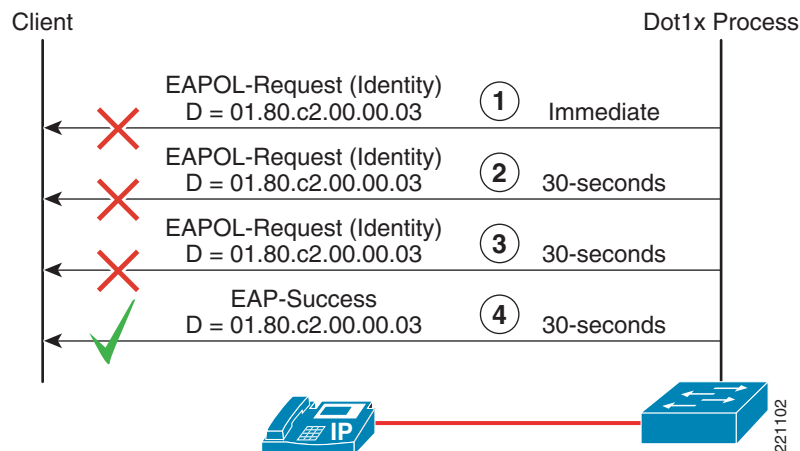 Client
Dot1x Process
EAPOL-Request (Identity)
D = 01.80.c2.00.00.03
1
Immediate
EAPOL-Request (Identity)
D = 01.80.c2.00.00.03
2
30-seconds
EAPOL-Request (Identity)
D = 01.80.c2.00.00.03
3
30-seconds
EAP-Success
D = 01.80.c2.00.00.03
4
30-seconds
IP
221102